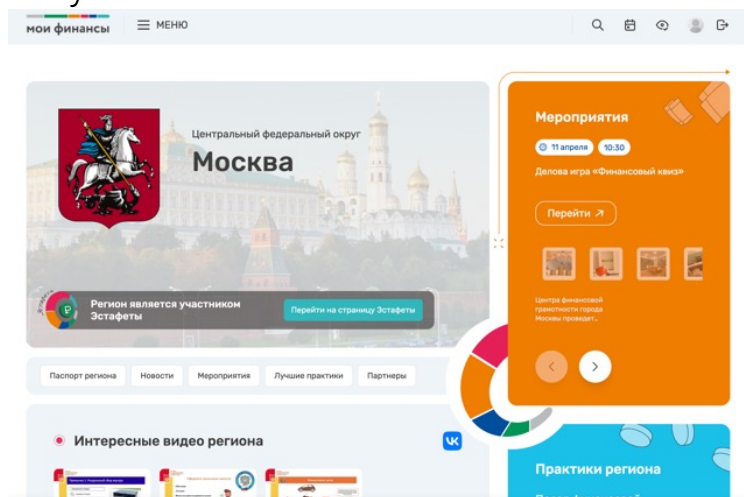 мои финансы
МЕНЮ
Центральный федеральный округ
Москва
Регион является участником
Эстафеты
Перейти на страницу Эстафеты
Паспорт региона
Новости
Мероприятия
Лучшие практики
Партнеры
Интересные видео региона
Мероприятия
11 апреля
10:30
Делова игра «Финансовый квиз»
Перейти
Центра финансовой
грамотности города
Москвы проведет...
Практики региона